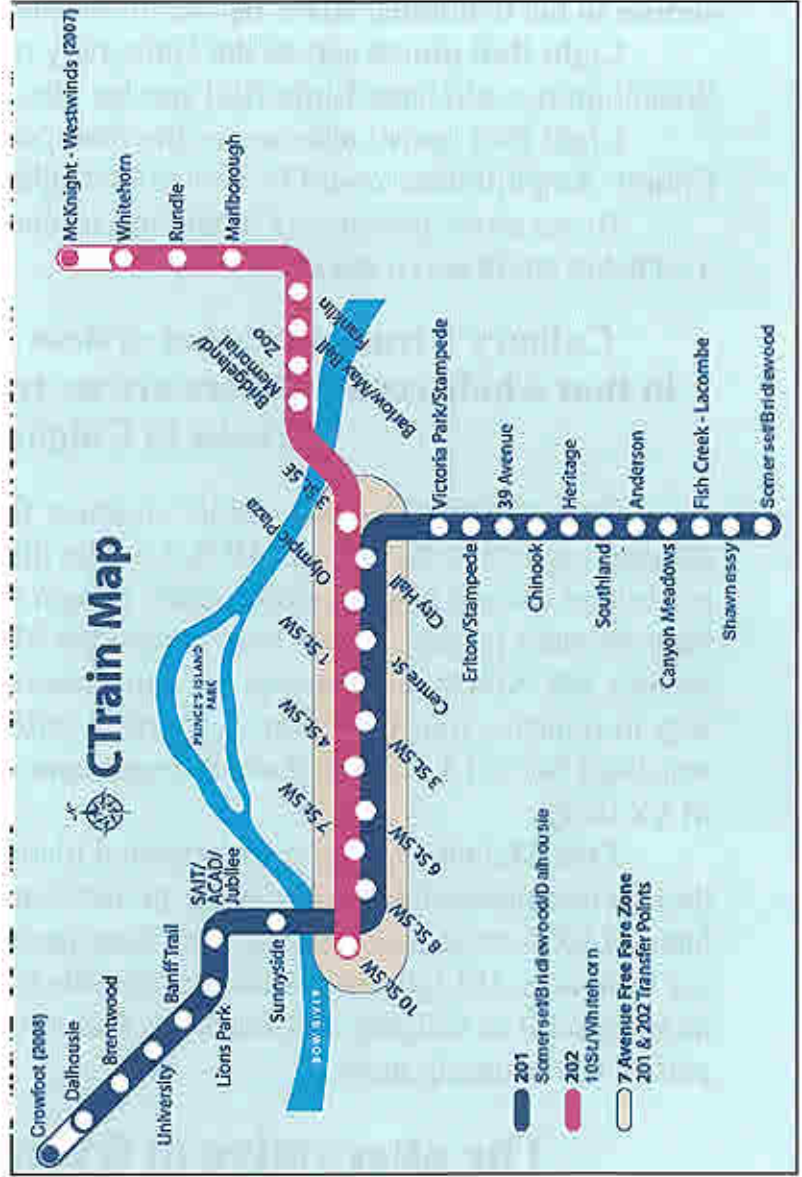 CTrain Map
Crowfoot (2008)
Dalhousie
Brentwood
University
Banff Trail
Lions Park
SAIT/
ACAD/
Jubilee
Sunnyside
BOW RIVER
PRINCE'S ISLAND
PARK
10 St. SW
8 St. SW
7 St. SW
6 St. SW
4 St. SW
3 St. SW
1 St. SW
Centre St
Olympic Plaza
City Hall
3 St. SE
Bridgeland/
Memorial
Zoo
Barlow/Max Bell
Franklin
Marlborough
Rundle
Whitehorn
McKnight - Westwinds (2007)
Victoria Park/Stampede
Erlton/Stampede
39 Avenue
Chinook
Heritage
Southland
Anderson
Canyon Meadows
Fish Creek - Lacombe
Shawnessy
Somerset/Bridlewood
201
Somerset/Bridlewood/Dalhousie
202
10St/Whitehorn
7 Avenue Free Fare Zone
201 & 202 Transfer Points